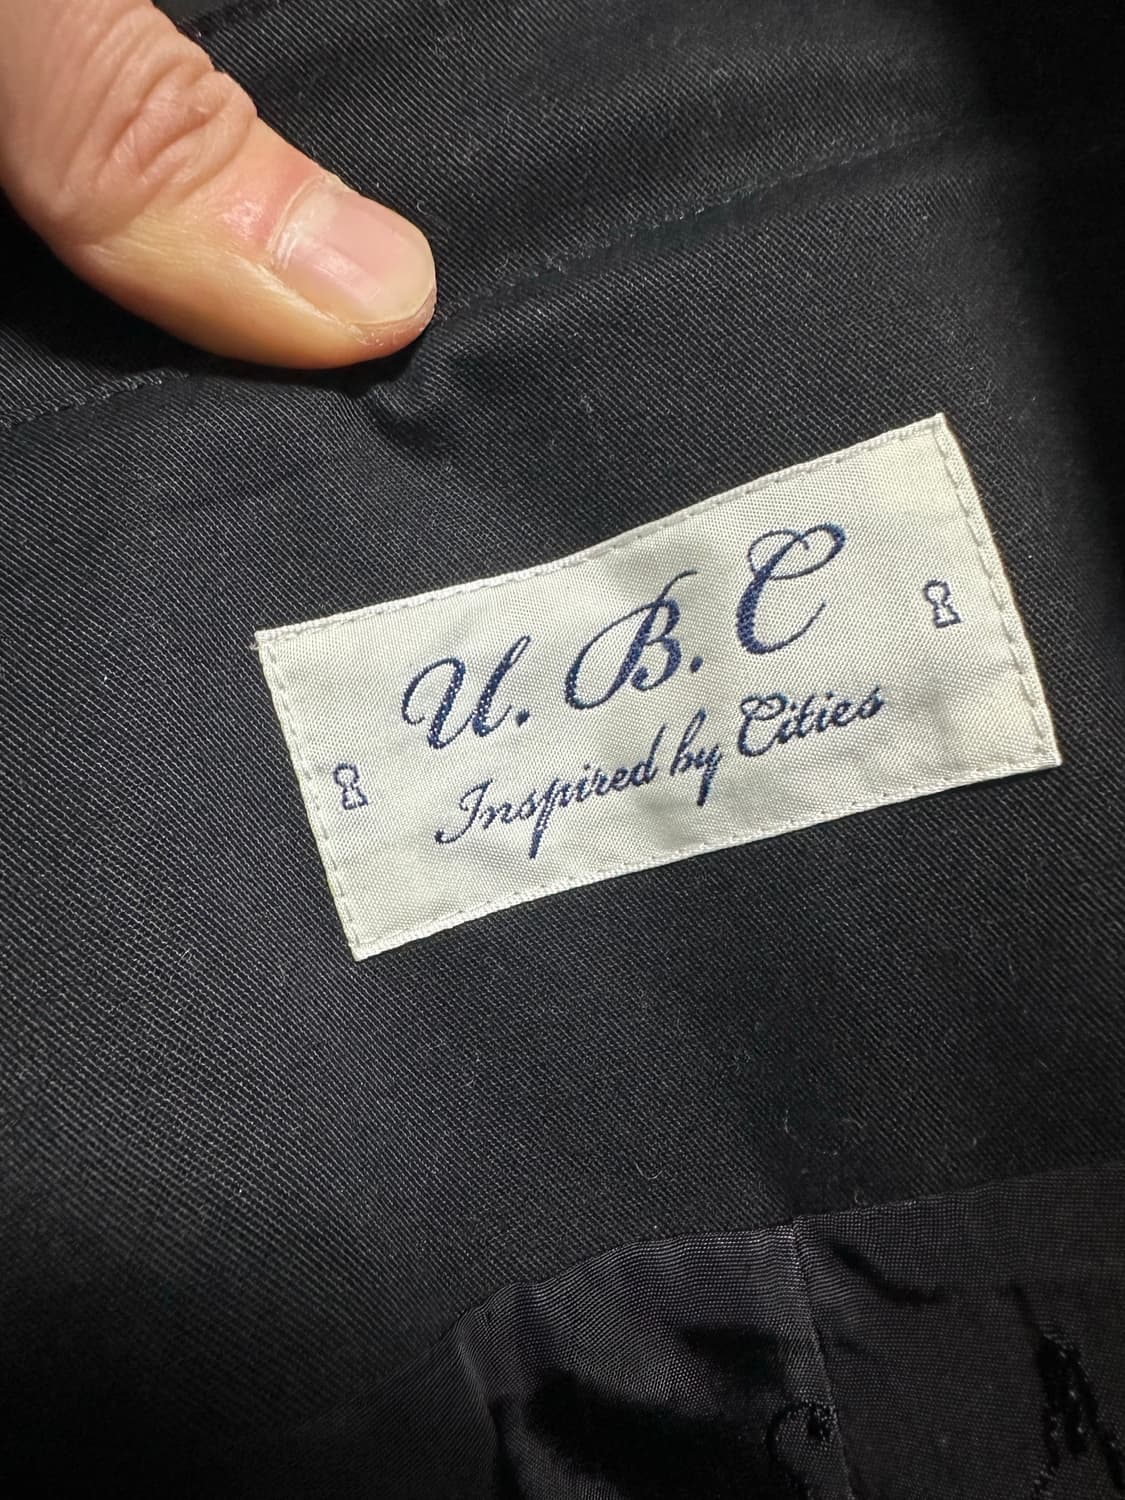 U. B. C
Inspired by Cities